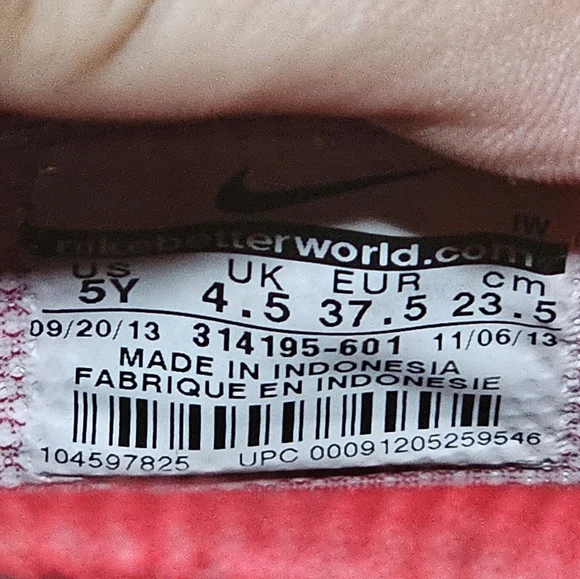 IW
nikebetterworld.com
US UK EUR cm
5Y 4.5 37.5 23.5
09/20/13 314195-601 11/06/13
MADE IN INDONESIA
FABRIQUE EN INDONESIE
104597825 UPC 00091205259546